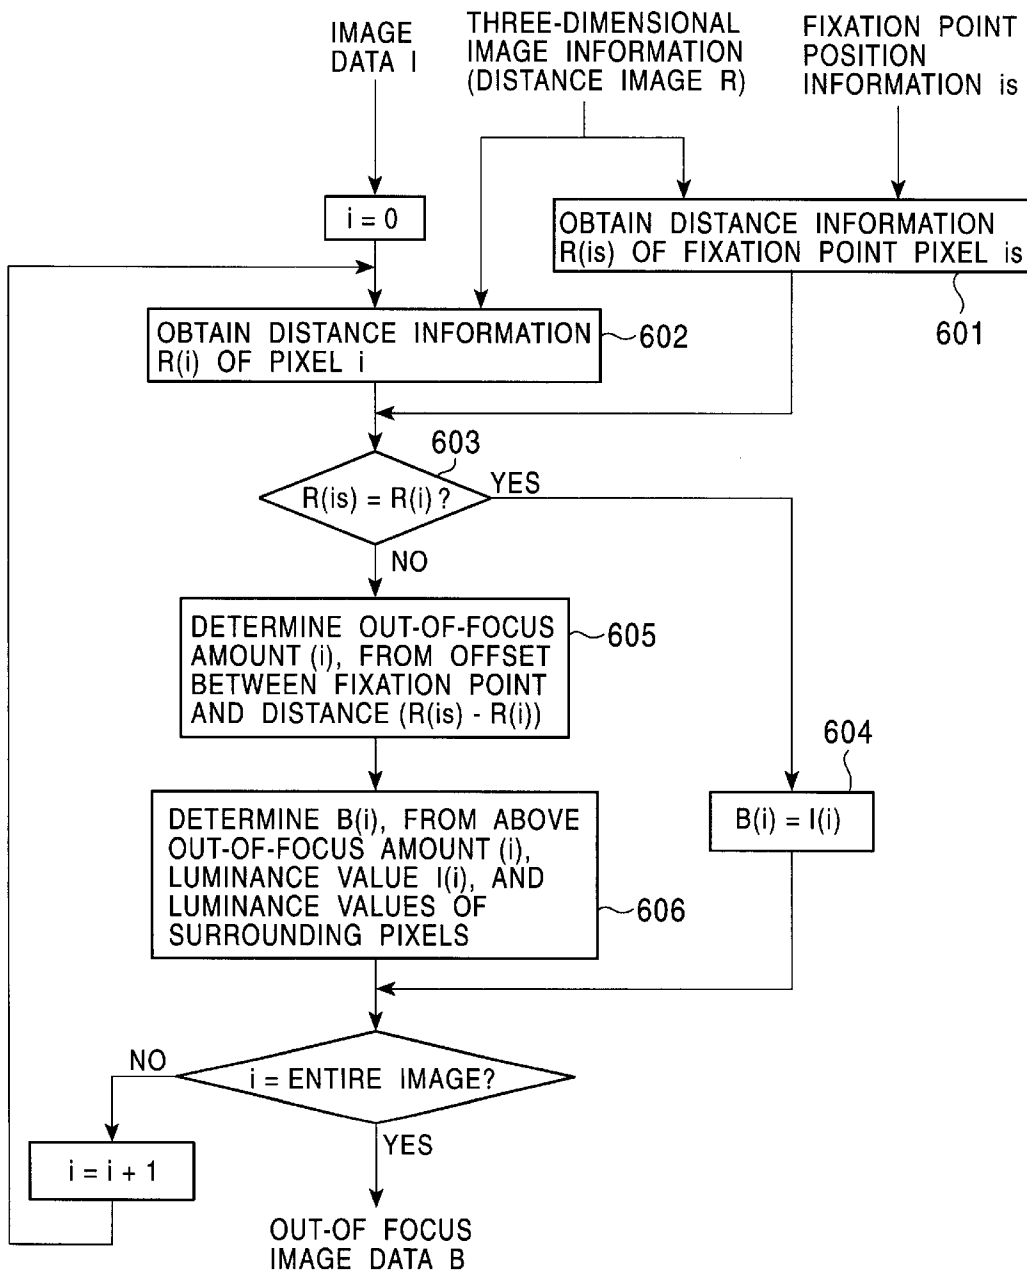 IMAGE
DATA I
THREE-DIMENSIONAL
IMAGE INFORMATION
(DISTANCE IMAGE R)
FIXATION POINT
POSITION
INFORMATION is
i = 0
OBTAIN DISTANCE INFORMATION
R(is) OF FIXATION POINT PIXEL is
601
OBTAIN DISTANCE INFORMATION
R(i) OF PIXEL i
602
603
R(is) = R(i) ?
YES
NO
DETERMINE OUT-OF-FOCUS
AMOUNT (i), FROM OFFSET
BETWEEN FIXATION POINT
AND DISTANCE (R(is) - R(i))
605
604
B(i) = I(i)
DETERMINE B(i), FROM ABOVE
OUT-OF-FOCUS AMOUNT (i),
LUMINANCE VALUE I(i), AND
LUMINANCE VALUES OF
SURROUNDING PIXELS
606
i = ENTIRE IMAGE?
NO
YES
i = i + 1
OUT-OF FOCUS
IMAGE DATA B